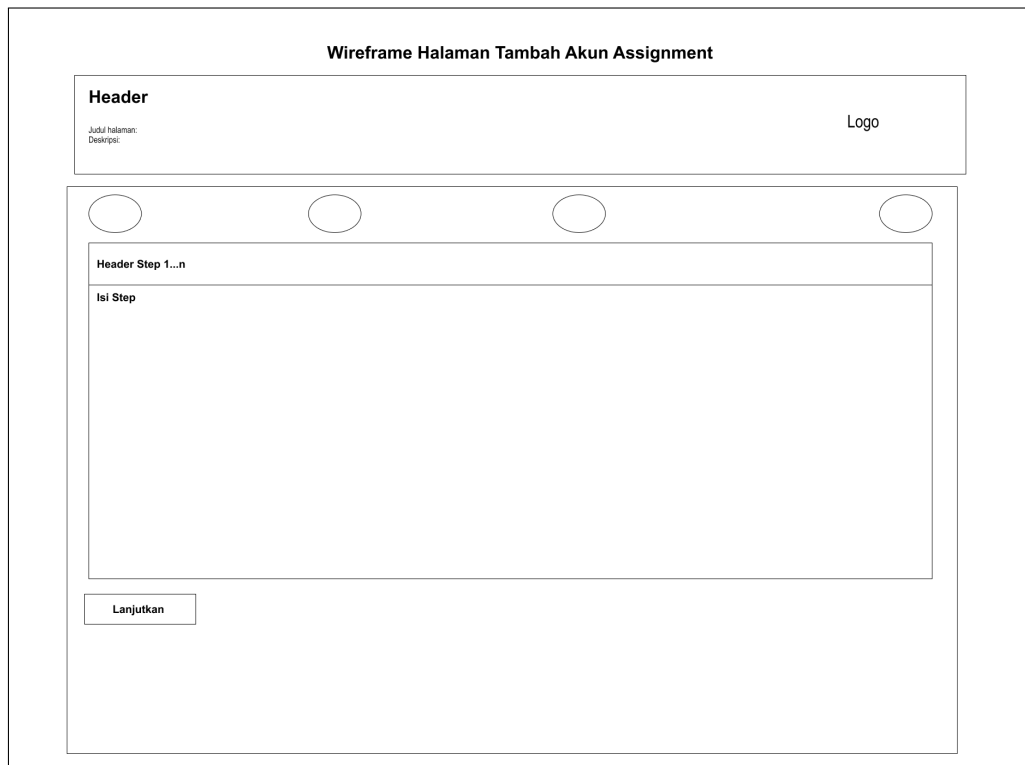 Wireframe Halaman Tambah Akun Assignment
Header
Logo
Judul halaman:
Deskripsi:
Header Step 1...n
Isi Step
Lanjutkan